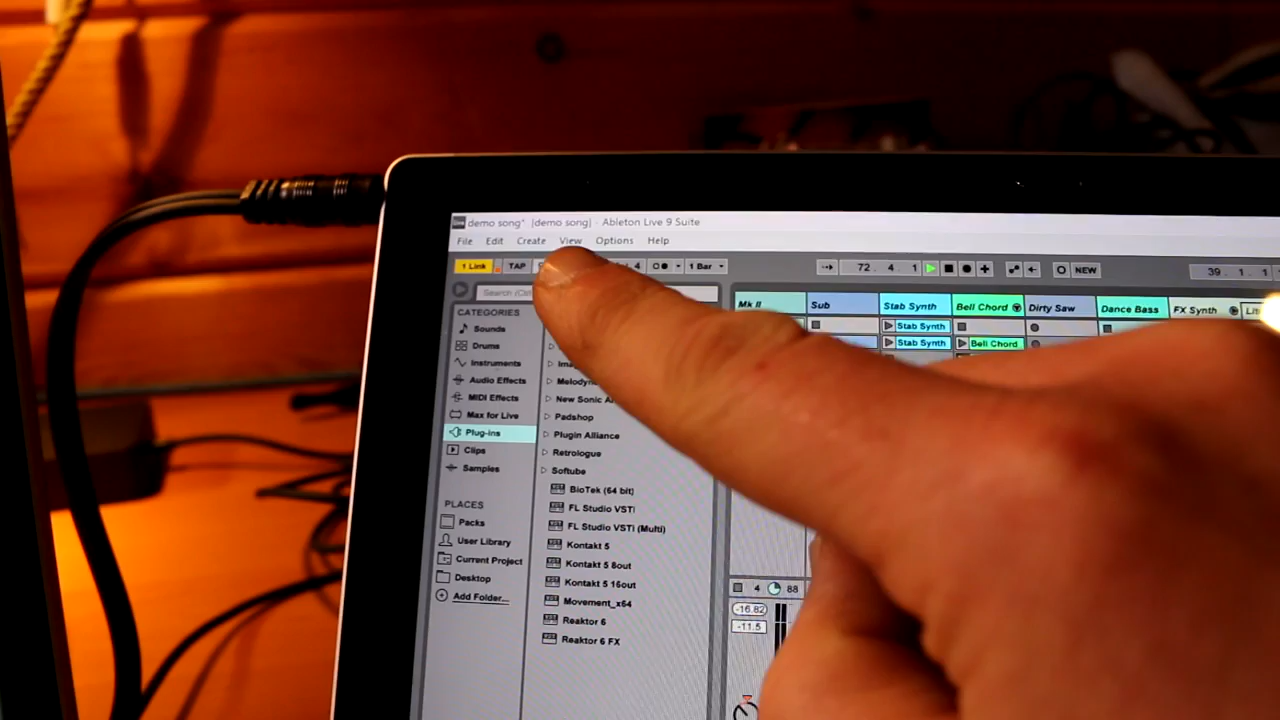 demo song* [demo song] - Ableton Live 9 Suite
File Edit Create View Options Help
1 Link TAP 4 1 Bar 72. 4. 1 NEW 39. 1. 1
Search (Ctrl
CATEGORIES
Sounds
Drums
Instruments
Audio Effects
MIDI Effects
Max for Live
Plug-ins
Clips
Samples
PLACES
Packs
User Library
Current Project
Desktop
Add Folder...
New Sonic
Padshop
Plugin Alliance
Retrologue
Softube
BioTek (64 bit)
FL Studio VSTi
FL Studio VSTi (Multi)
Kontakt 5
Kontakt 5 8out
Kontakt 5 16out
Movement_x64
Reaktor 6
Reaktor 6 FX
Mk II Sub Stab Synth Bell Chord Dirty Saw Dance Bass FX Synth
Stab Synth
Stab Synth Bell Chord
4 88
-16.82
-11.5